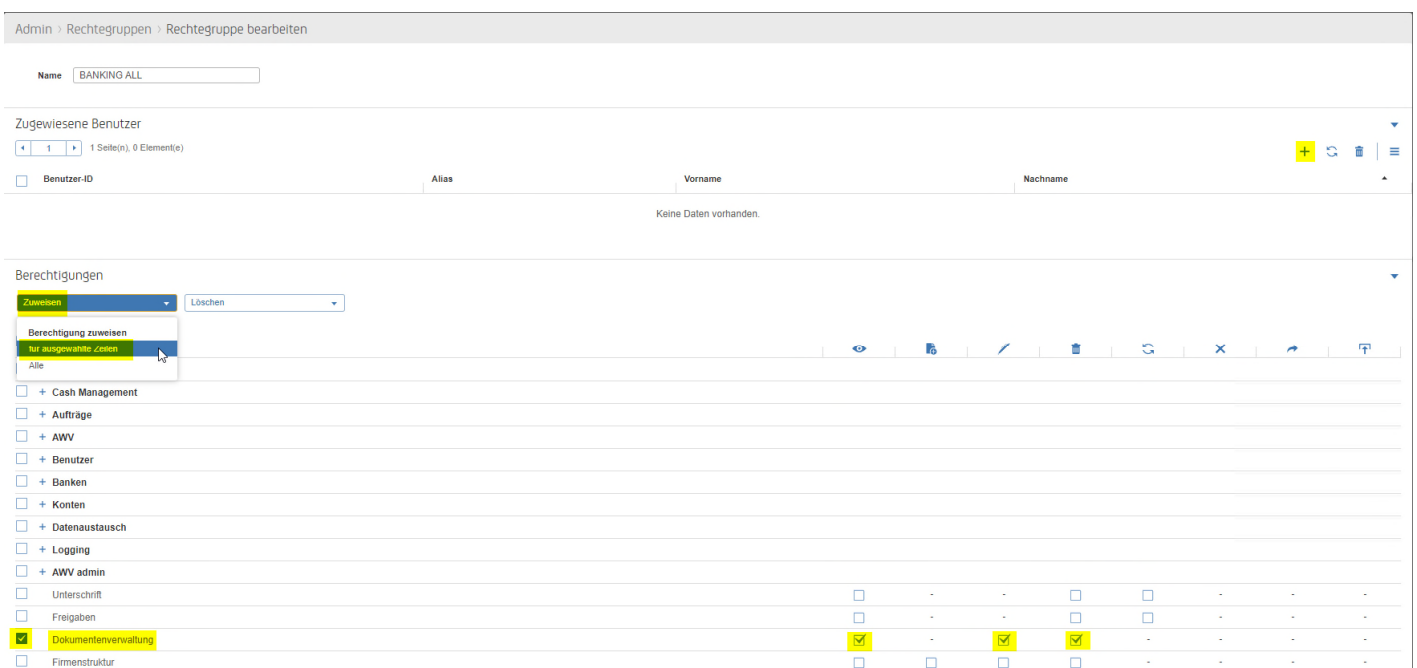 Admin › Rechtegruppen › Rechtegruppe bearbeiten
Name BANKING ALL
Zugewiesene Benutzer
1 1 Seite(n), 0 Element(e)
Benutzer-ID Alias Vorname Nachname
Keine Daten vorhanden.
Berechtigungen
Zuweisen Löschen
Berechtigung zuweisen
für ausgewählte Zeilen
Alle
+ Cash Management
+ Aufträge
+ AWV
+ Benutzer
+ Banken
+ Konten
+ Datenaustausch
+ Logging
+ AWV admin
Unterschrift - - - - -
Freigaben - - - - -
Dokumentenverwaltung - - - - -
Firmenstruktur - - - -